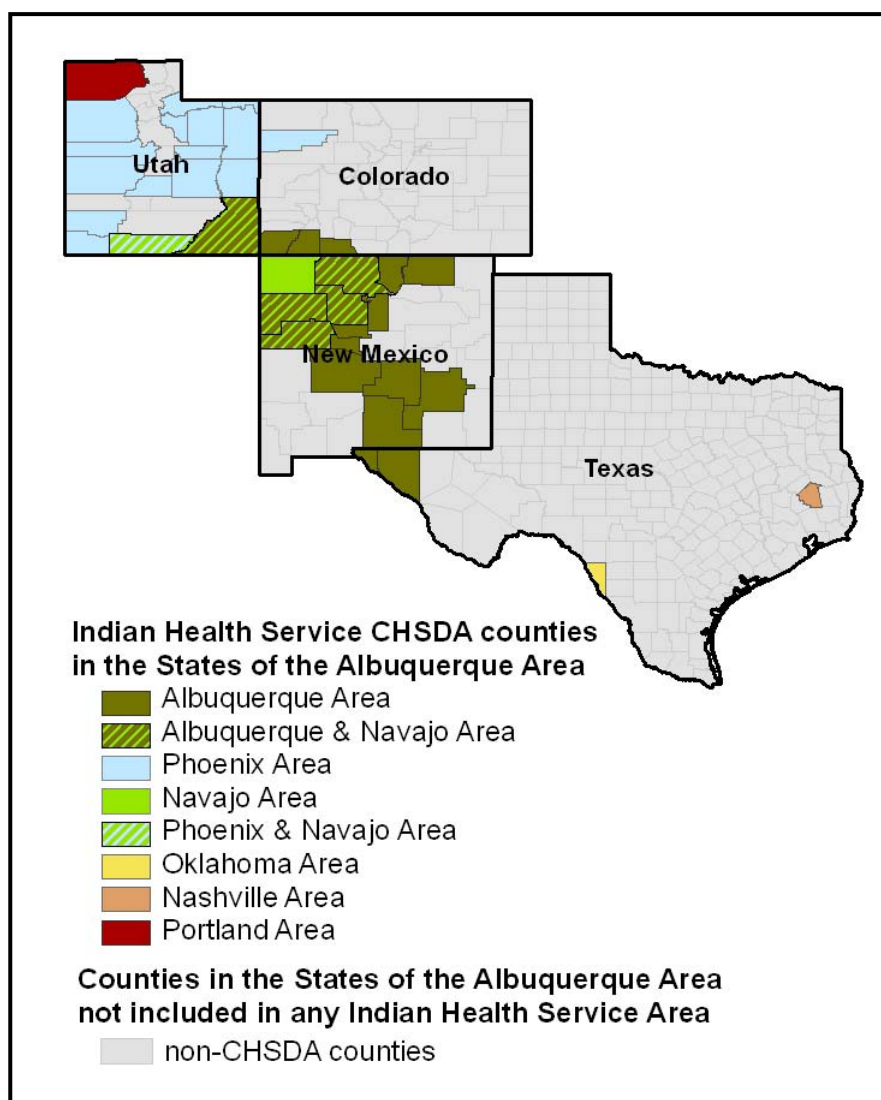 Utah
Colorado
New Mexico
Texas
Indian Health Service CHSDA counties
in the States of the Albuquerque Area
Albuquerque Area
Albuquerque & Navajo Area
Phoenix Area
Navajo Area
Phoenix & Navajo Area
Oklahoma Area
Nashville Area
Portland Area
Counties in the States of the Albuquerque Area
not included in any Indian Health Service Area
non-CHSDA counties